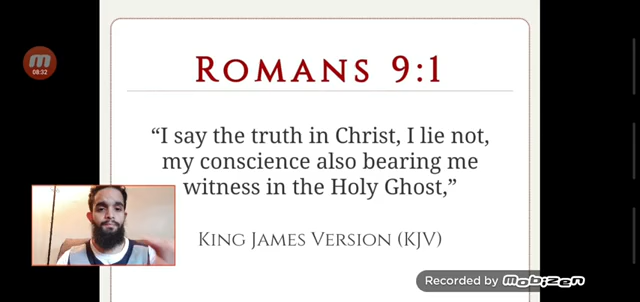 ROMANS 9:1
m
08:32
“I say the truth in Christ, I lie not,
my conscience also bearing me
witness in the Holy Ghost,”
KING JAMES VERSION (KJV)
Recorded by mobizen